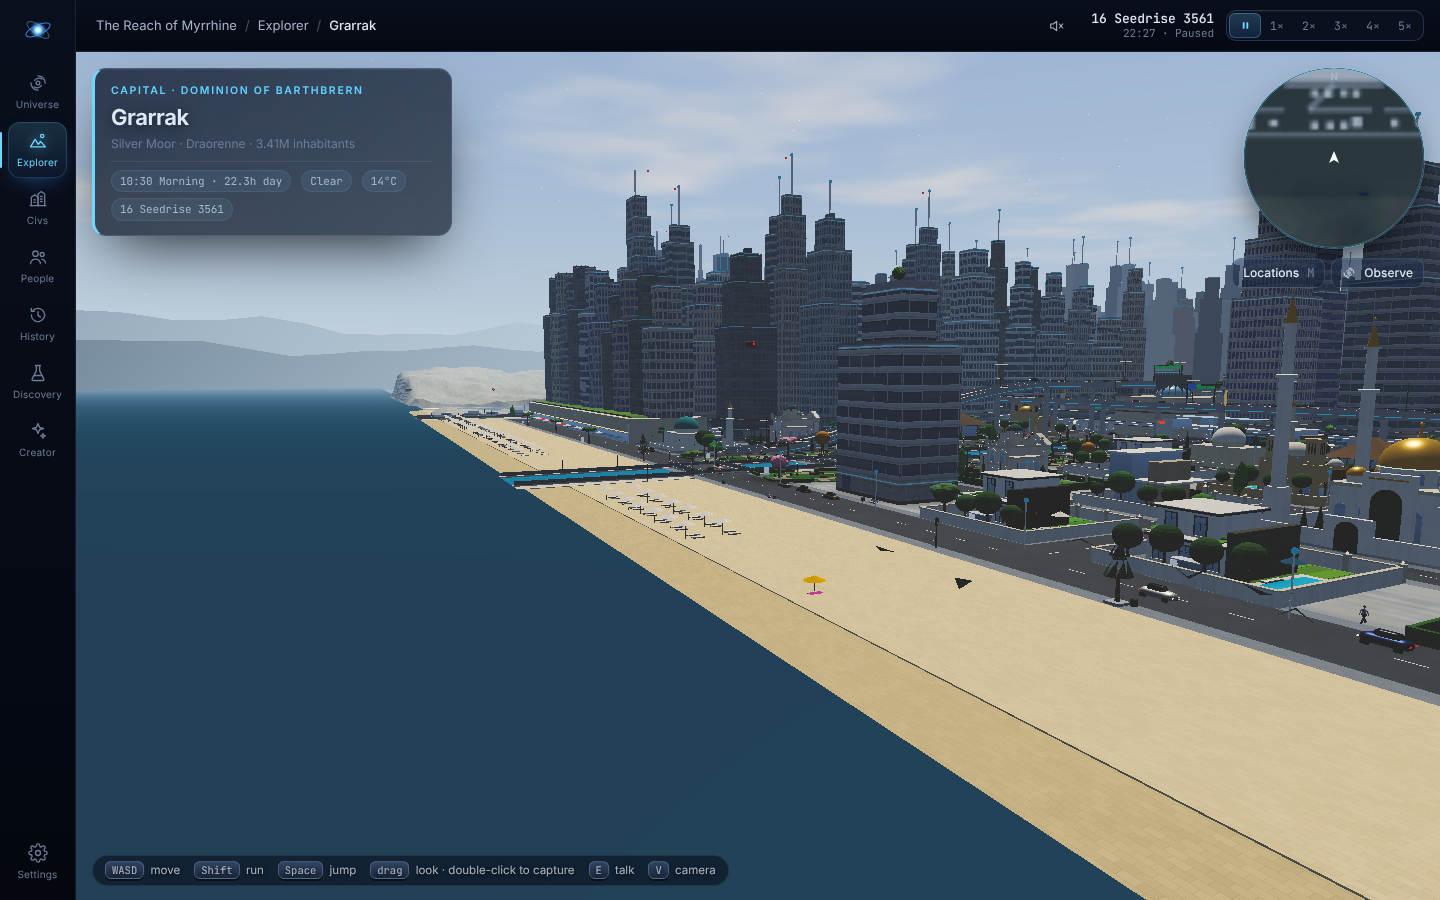 The Reach of Myrrhine / Explorer / Grarrak
16 Seedrise 3561
22:27 · Paused
1× 2× 3× 4× 5×
Universe
Explorer
Civs
People
History
Discovery
Creator
Settings
CAPITAL · DOMINION OF BARTHBRERN
Grarrak
Silver Moor · Draorenne · 3.41M inhabitants
10:30 Morning · 22.3h day
Clear
14°C
16 Seedrise 3561
N
Locations M
Observe
WASD move Shift run Space jump drag look · double-click to capture E talk V camera